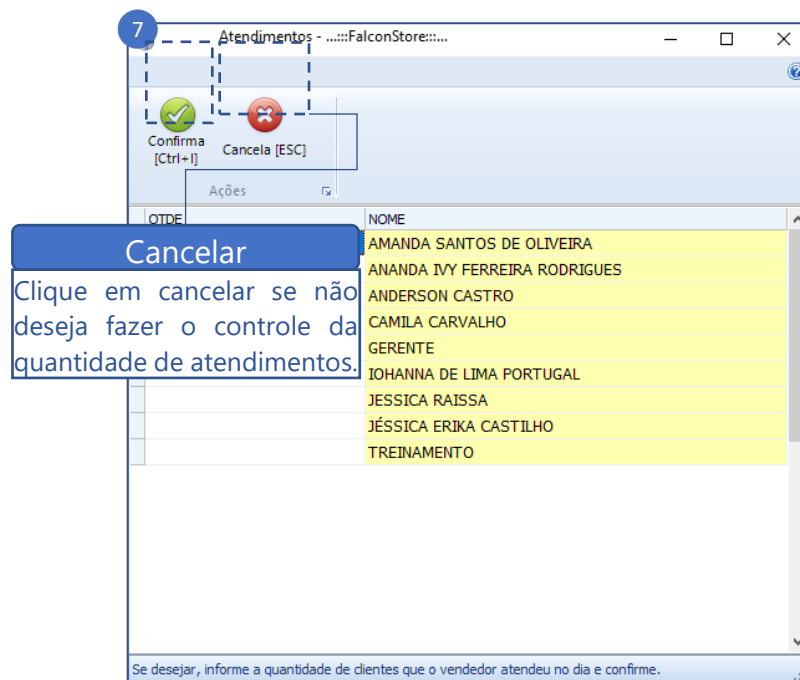 7
Atendimentos - ...:::FalconStore:::...
Confirma
[Ctrl+I]
Cancela [ESC]
Ações
QTDE
NOME
Cancelar
Clique em cancelar se não
deseja fazer o controle da
quantidade de atendimentos.
AMANDA SANTOS DE OLIVEIRA
ANANDA IVY FERREIRA RODRIGUES
ANDERSON CASTRO
CAMILA CARVALHO
GERENTE
IOHANNA DE LIMA PORTUGAL
JESSICA RAISSA
JÉSSICA ERIKA CASTILHO
TREINAMENTO
Se desejar, informe a quantidade de clientes que o vendedor atendeu no dia e confirme.